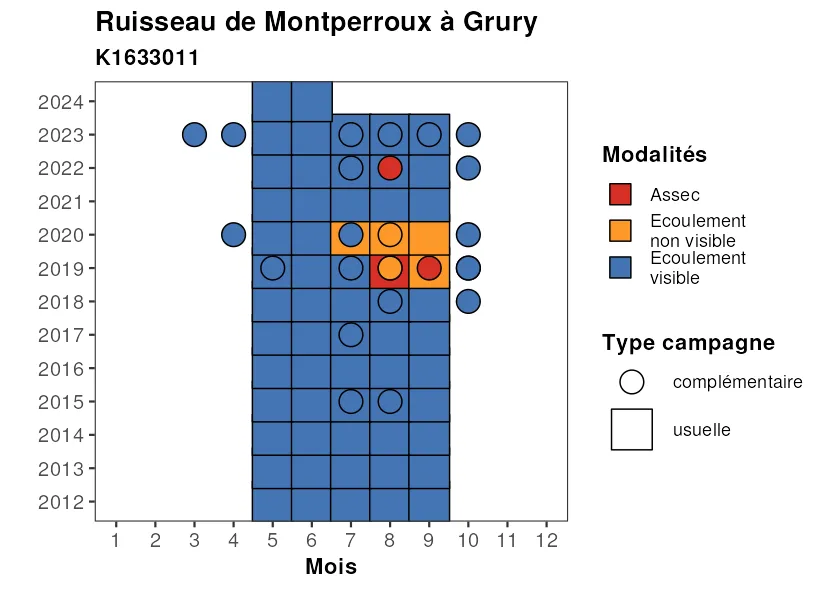 Ruisseau de Montperroux à Grury
K1633011
2024
2023
2022
2021
2020
2019
2018
2017
2016
2015
2014
2013
2012
1 2 3 4 5 6 7 8 9 10 11 12
Mois
Modalités
Assec
Ecoulement
non visible
Ecoulement
visible
Type campagne
complémentaire
usuelle